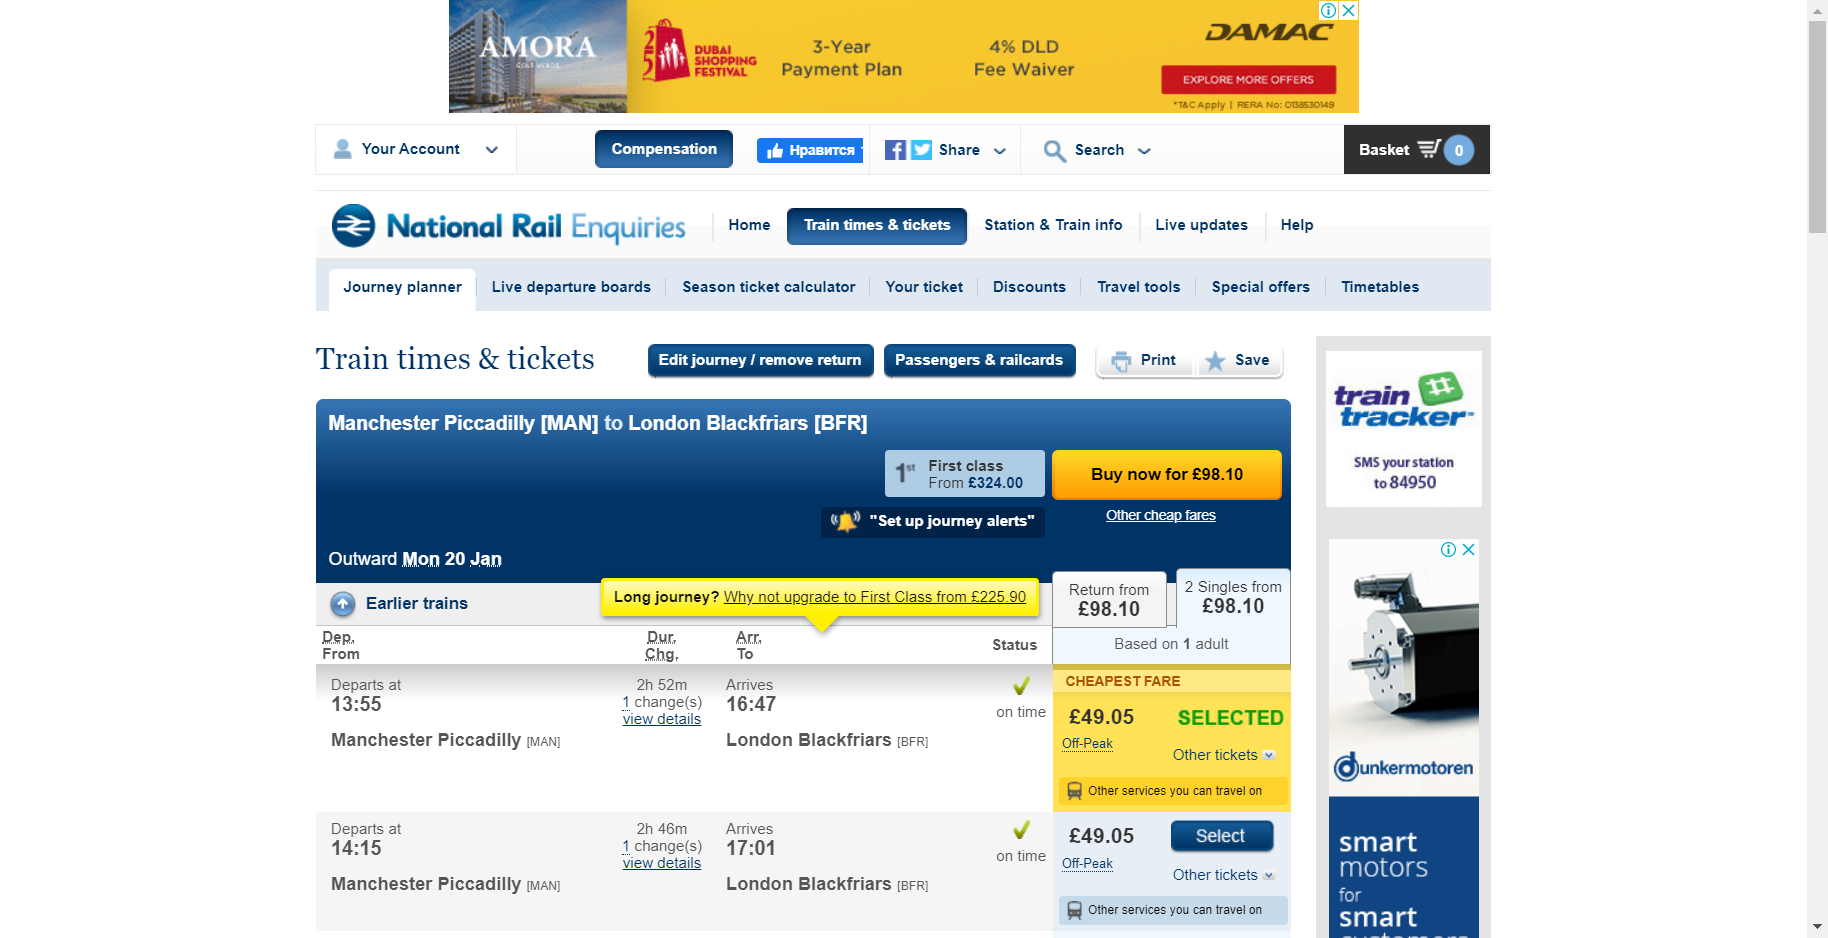 AMORA
GOLF VERDE
DUBAI
SHOPPING
FESTIVAL
3-Year
Payment Plan
4% DLD
Fee Waiver
DAMAC
EXPLORE MORE OFFERS
*T&C Apply | RERA No: 0138530149
Your Account
Compensation
Нравится
Share
Search
Basket
0
National Rail Enquiries
Home
Train times & tickets
Station & Train info
Live updates
Help
Journey planner
Live departure boards
Season ticket calculator
Your ticket
Discounts
Travel tools
Special offers
Timetables
Train times & tickets
Edit journey / remove return
Passengers & railcards
Print
Save
Manchester Piccadilly [MAN] to London Blackfriars [BFR]
1st
First class
From £324.00
Buy now for £98.10
"Set up journey alerts"
Other cheap fares
Outward Mon 20 Jan
Earlier trains
Long journey? Why not upgrade to First Class from £225.90
Return from
£98.10
2 Singles from
£98.10
Based on 1 adult
Dep.
From
Dur.
Chg.
Arr.
To
Status
Departs at
13:55
Manchester Piccadilly [MAN]
2h 52m
1 change(s)
view details
Arrives
16:47
London Blackfriars [BFR]
on time
CHEAPEST FARE
£49.05
SELECTED
Off-Peak
Other tickets
Other services you can travel on
Departs at
14:15
Manchester Piccadilly [MAN]
2h 46m
1 change(s)
view details
Arrives
17:01
London Blackfriars [BFR]
on time
£49.05
Select
Off-Peak
Other tickets
Other services you can travel on
train
tracker
SMS your station
to 84950
dunkermotoren
smart
motors
for
smart
customers